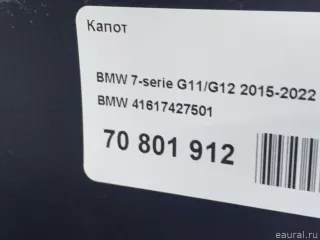 Капот
BMW 7-serie G11/G12 2015-2022
BMW 41617427501
70 801 912
eaural.ru